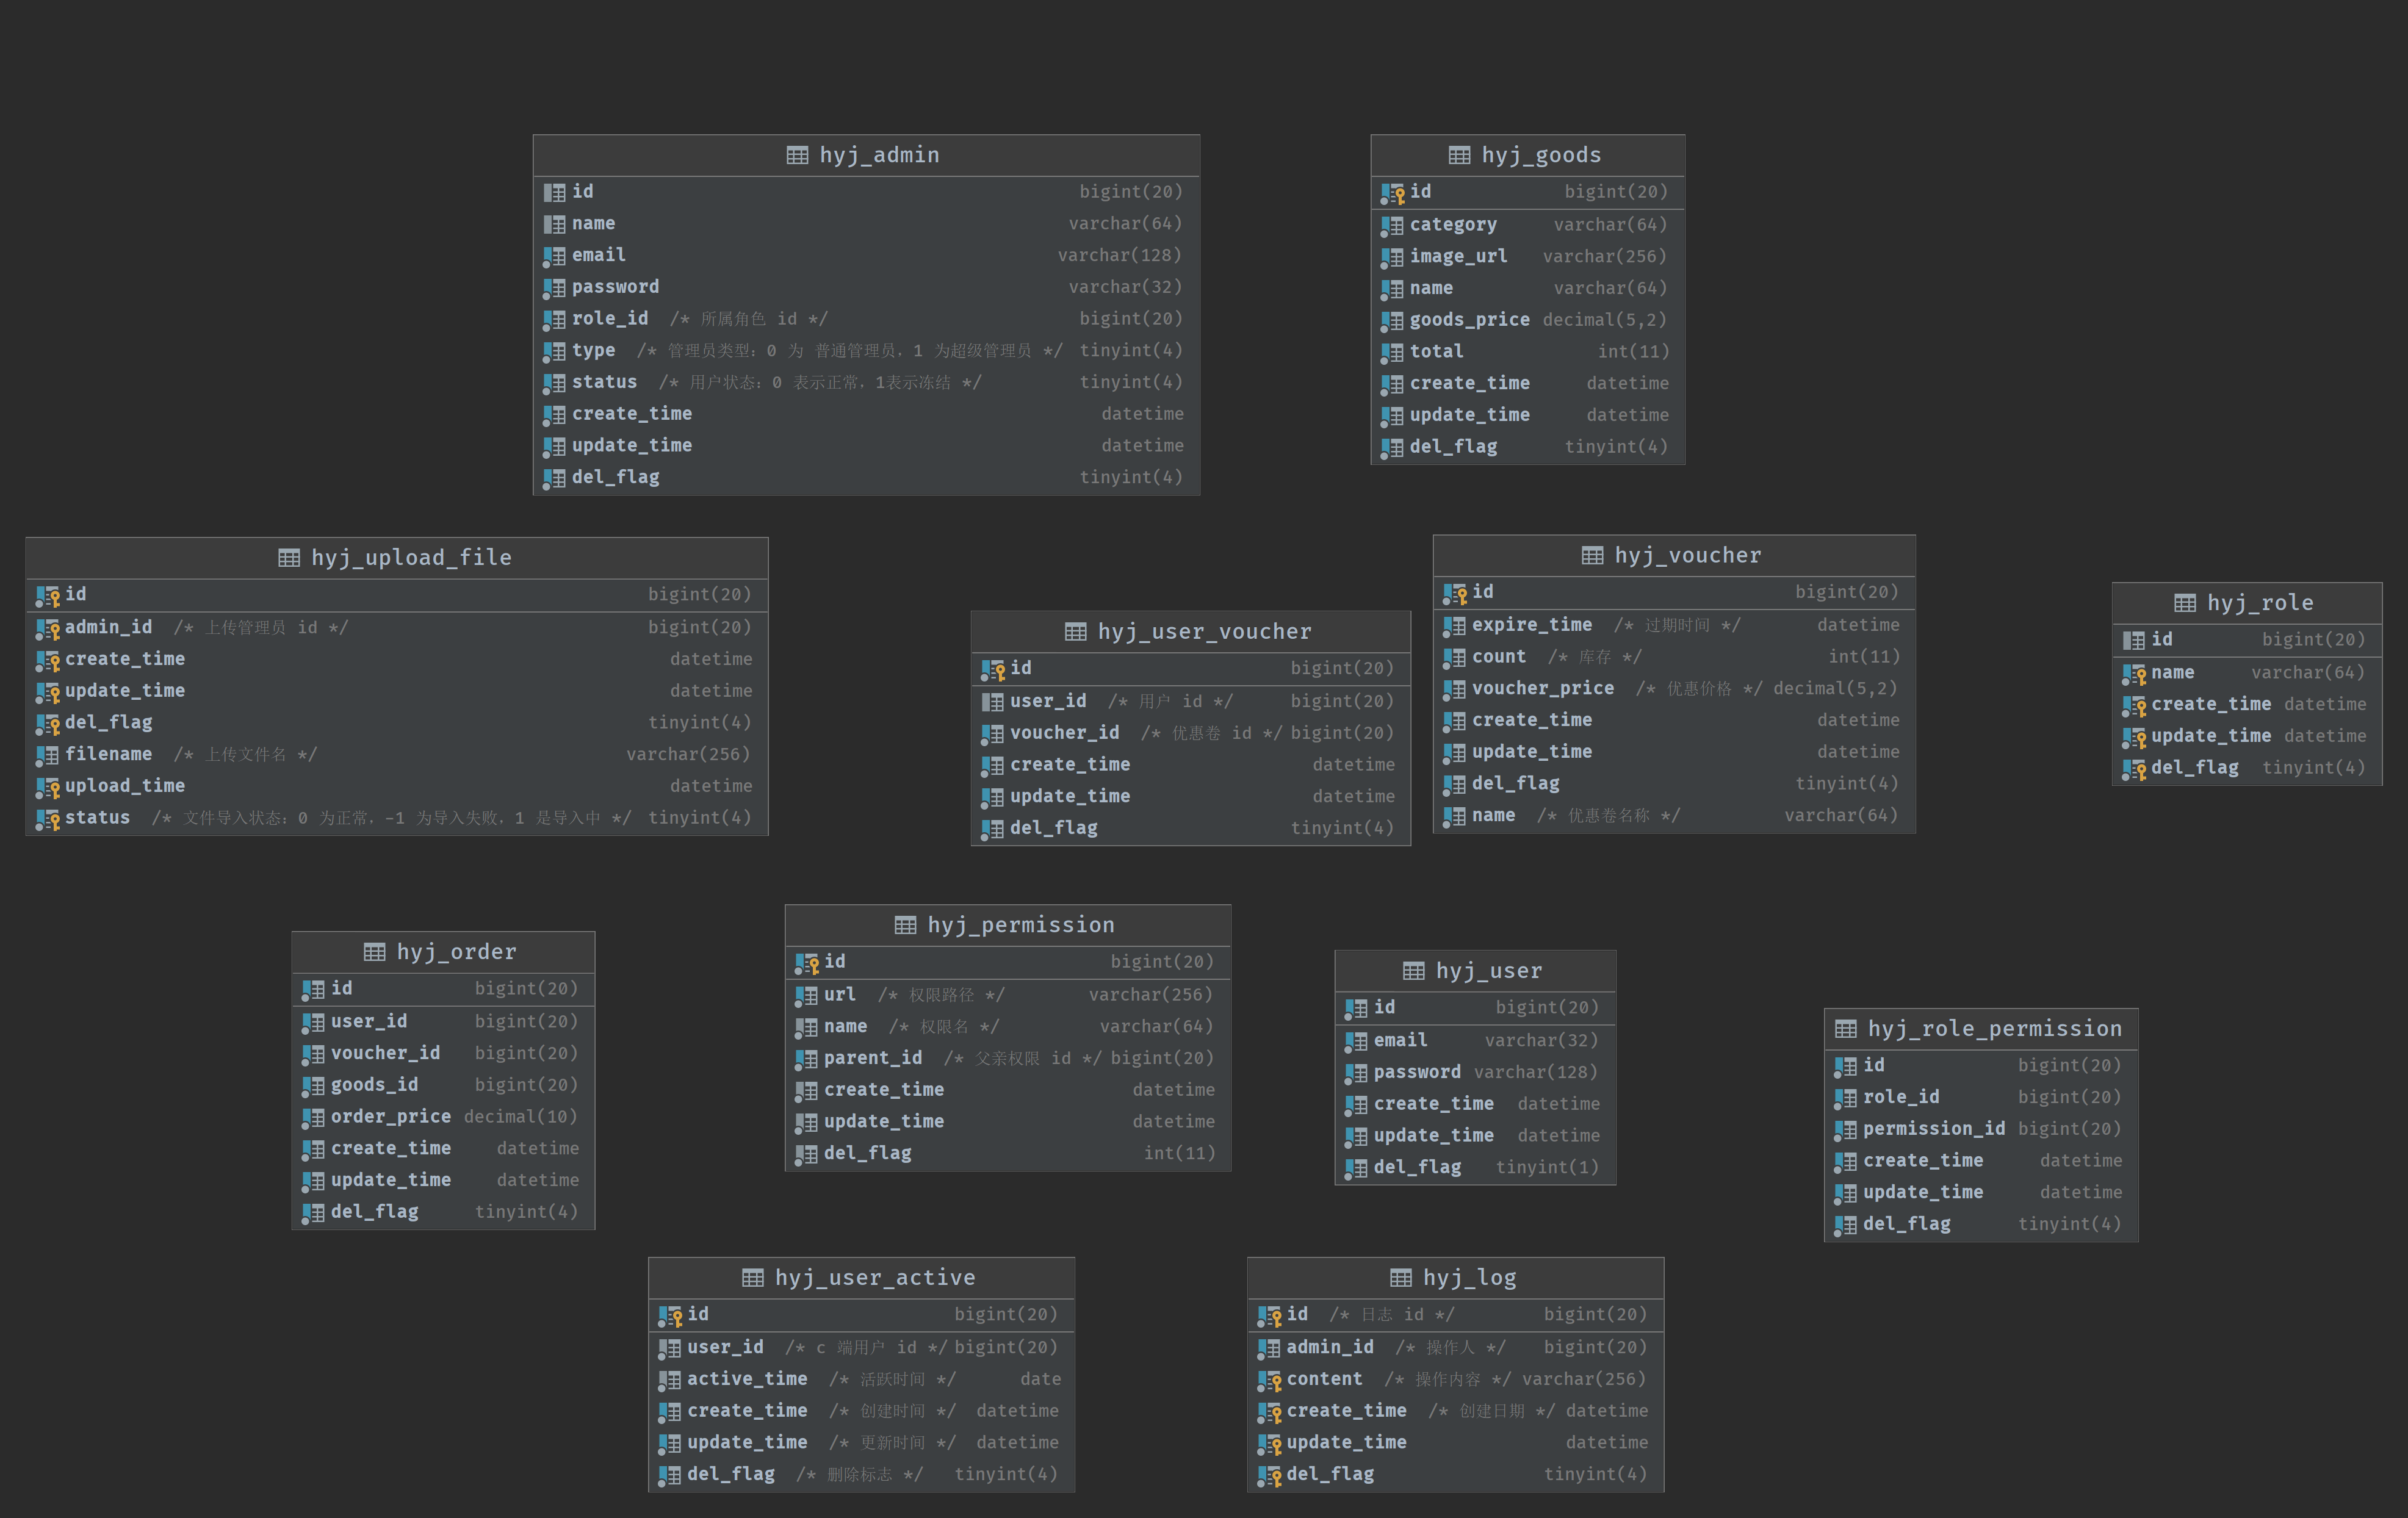 hyj_admin
id bigint(20)
name varchar(64)
email varchar(128)
password varchar(32)
role_id /* 所属角色 id */ bigint(20)
type /* 管理员类型：0 为 普通管理员，1 为超级管理员 */ tinyint(4)
status /* 用户状态：0 表示正常，1表示冻结 */ tinyint(4)
create_time datetime
update_time datetime
del_flag tinyint(4)
hyj_goods
id bigint(20)
category varchar(64)
image_url varchar(256)
name varchar(64)
goods_price decimal(5,2)
total int(11)
create_time datetime
update_time datetime
del_flag tinyint(4)
hyj_upload_file
id bigint(20)
admin_id /* 上传管理员 id */ bigint(20)
create_time datetime
update_time datetime
del_flag tinyint(4)
filename /* 上传文件名 */ varchar(256)
upload_time datetime
status /* 文件导入状态：0 为正常，-1 为导入失败，1 是导入中 */ tinyint(4)
hyj_user_voucher
id bigint(20)
user_id /* 用户 id */ bigint(20)
voucher_id /* 优惠卷 id */ bigint(20)
create_time datetime
update_time datetime
del_flag tinyint(4)
hyj_voucher
id bigint(20)
expire_time /* 过期时间 */ datetime
count /* 库存 */ int(11)
voucher_price /* 优惠价格 */ decimal(5,2)
create_time datetime
update_time datetime
del_flag tinyint(4)
name /* 优惠卷名称 */ varchar(64)
hyj_role
id bigint(20)
name varchar(64)
create_time datetime
update_time datetime
del_flag tinyint(4)
hyj_order
id bigint(20)
user_id bigint(20)
voucher_id bigint(20)
goods_id bigint(20)
order_price decimal(10)
create_time datetime
update_time datetime
del_flag tinyint(4)
hyj_permission
id bigint(20)
url /* 权限路径 */ varchar(256)
name /* 权限名 */ varchar(64)
parent_id /* 父亲权限 id */ bigint(20)
create_time datetime
update_time datetime
del_flag int(11)
hyj_user
id bigint(20)
email varchar(32)
password varchar(128)
create_time datetime
update_time datetime
del_flag tinyint(1)
hyj_role_permission
id bigint(20)
role_id bigint(20)
permission_id bigint(20)
create_time datetime
update_time datetime
del_flag tinyint(4)
hyj_user_active
id bigint(20)
user_id /* c 端用户 id */ bigint(20)
active_time /* 活跃时间 */ date
create_time /* 创建时间 */ datetime
update_time /* 更新时间 */ datetime
del_flag /* 删除标志 */ tinyint(4)
hyj_log
id /* 日志 id */ bigint(20)
admin_id /* 操作人 */ bigint(20)
content /* 操作内容 */ varchar(256)
create_time /* 创建日期 */ datetime
update_time datetime
del_flag tinyint(4)